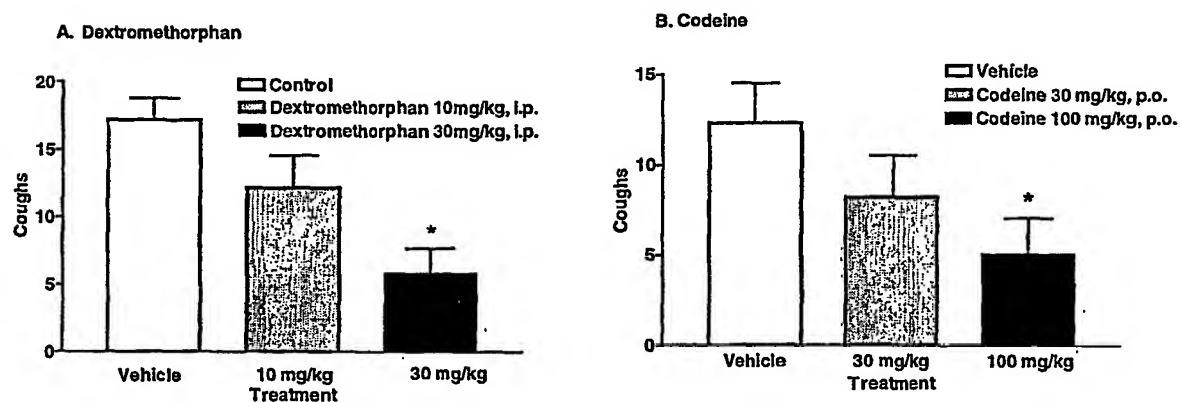 A. Dextromethorphan
20
15
10
5
0
Coughs
Control
Dextromethorphan 10mg/kg, i.p.
Dextromethorphan 30mg/kg, i.p.
*
Vehicle 10 mg/kg 30 mg/kg
Treatment
B. Codeine
15
10
5
0
Coughs
Vehicle
Codeine 30 mg/kg, p.o.
Codeine 100 mg/kg, p.o.
*
Vehicle 30 mg/kg 100 mg/kg
Treatment